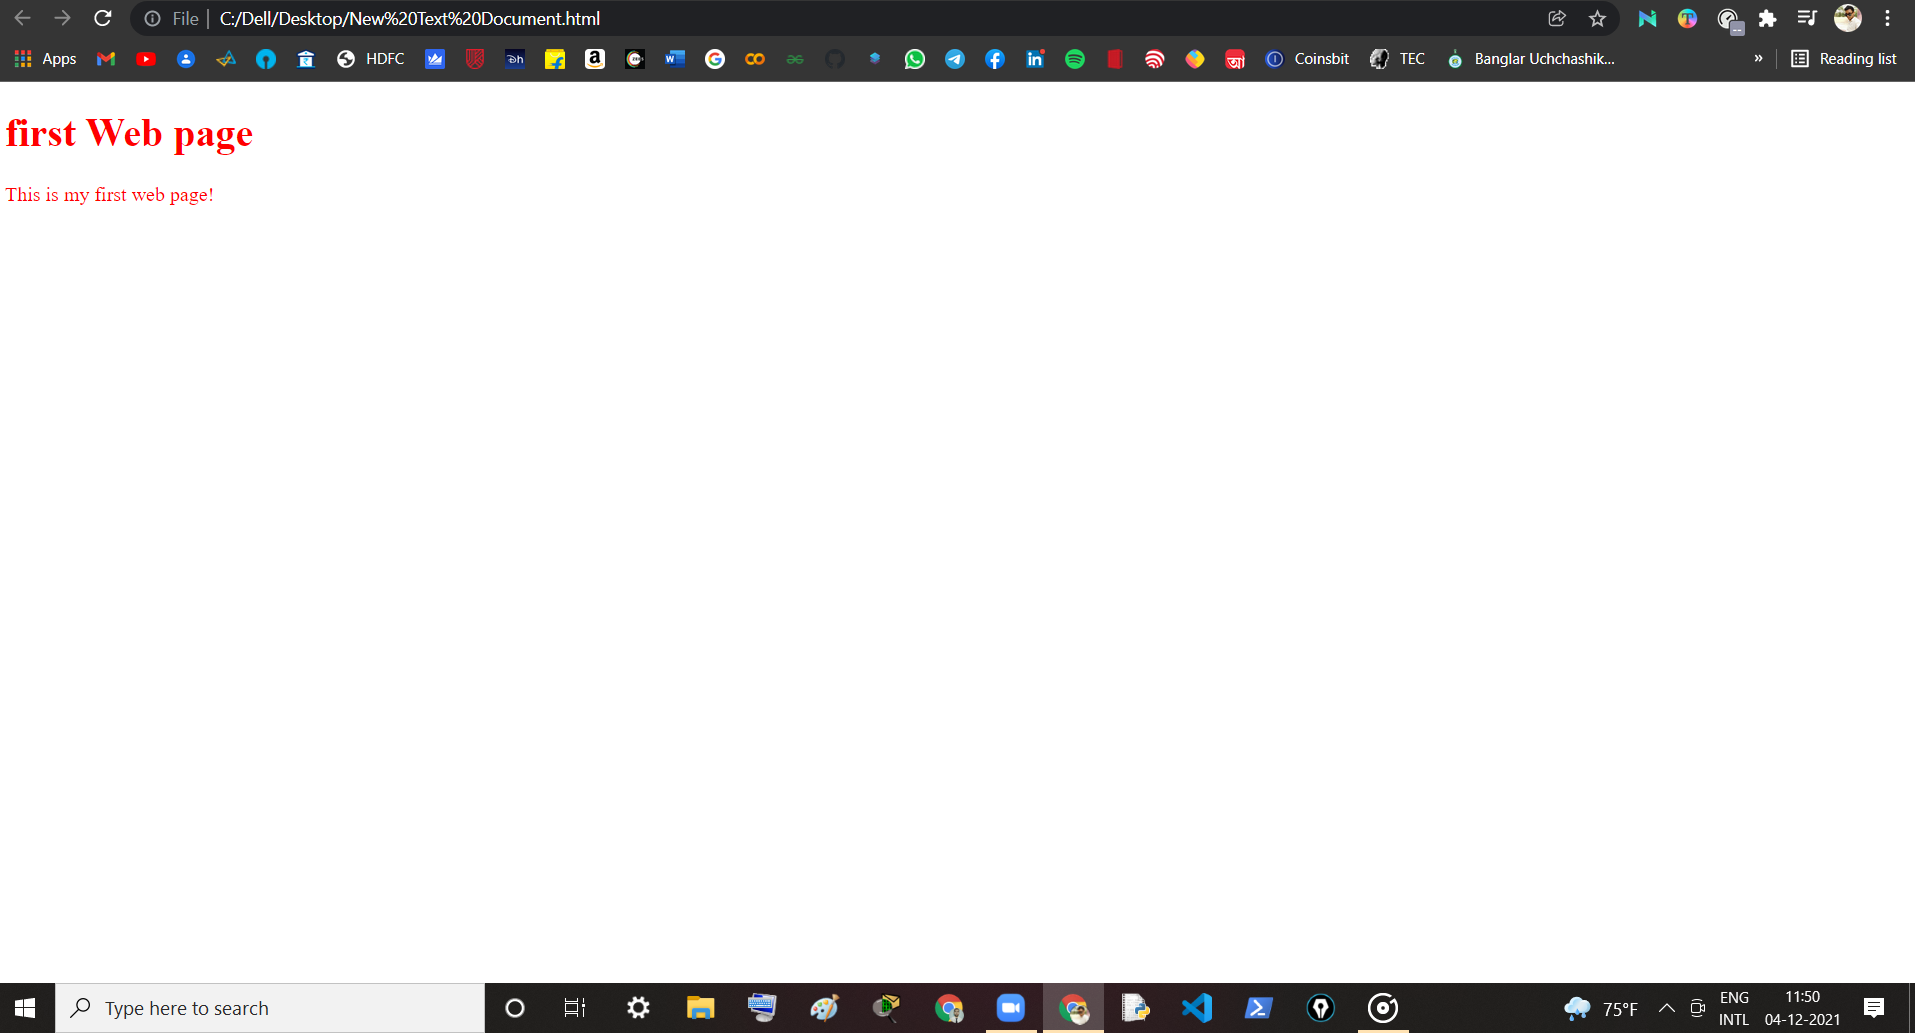 File | C:/Dell/Desktop/New%20Text%20Document.html
Apps HDFC Dh Coinsbit TEC Banglar Uchchashik... » Reading list
first Web page
This is my first web page!
Type here to search
75°F ENG 11:50
INTL 04-12-2021